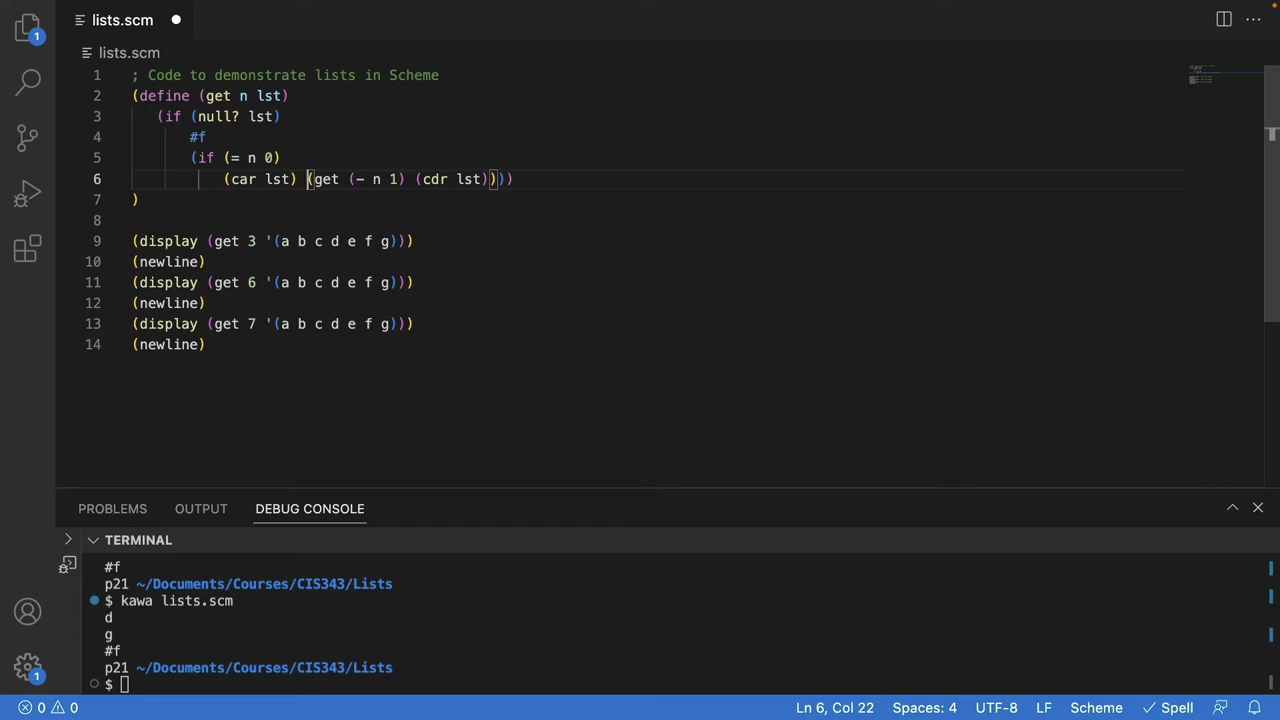 lists.scm
lists.scm
1 ; Code to demonstrate lists in Scheme
2 (define (get n lst)
3 (if (null? lst)
4 #f
5 (if (= n 0)
6 (car lst) (get (- n 1) (cdr lst))))
7 )
8
9 (display (get 3 '(a b c d e f g)))
10 (newline)
11 (display (get 6 '(a b c d e f g)))
12 (newline)
13 (display (get 7 '(a b c d e f g)))
14 (newline)
PROBLEMS OUTPUT DEBUG CONSOLE
TERMINAL
#f
p21 ~/Documents/Courses/CIS343/Lists
$ kawa lists.scm
d
g
#f
p21 ~/Documents/Courses/CIS343/Lists
$
1
1
0 0 Ln 6, Col 22 Spaces: 4 UTF-8 LF Scheme Spell